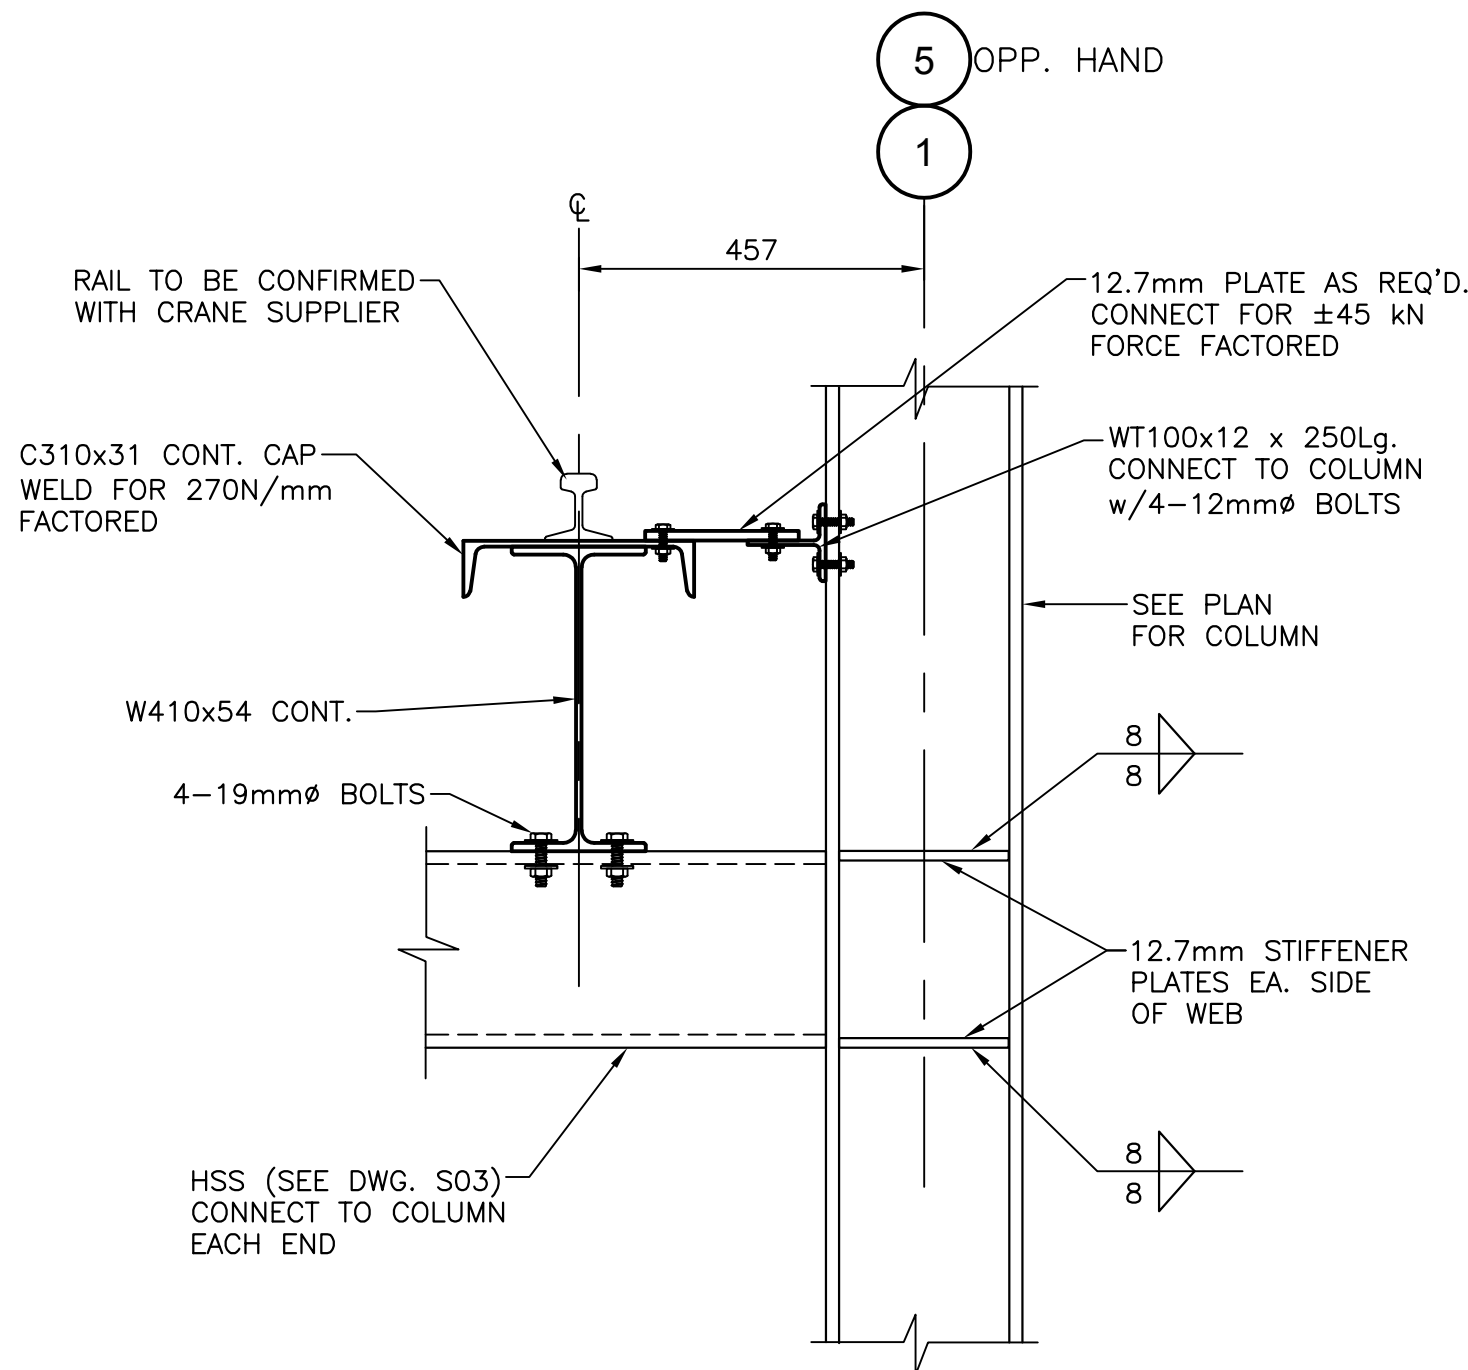 5 OPP. HAND
1
℄
457
RAIL TO BE CONFIRMED
WITH CRANE SUPPLIER
12.7mm PLATE AS REQ'D.
CONNECT FOR ±45 kN
FORCE FACTORED
C310x31 CONT. CAP
WELD FOR 270N/mm
FACTORED
WT100x12 x 250Lg.
CONNECT TO COLUMN
w/4-12mmø BOLTS
SEE PLAN
FOR COLUMN
W410x54 CONT.
8
8
4-19mmø BOLTS
12.7mm STIFFENER
PLATES EA. SIDE
OF WEB
8
8
HSS (SEE DWG. S03)
CONNECT TO COLUMN
EACH END